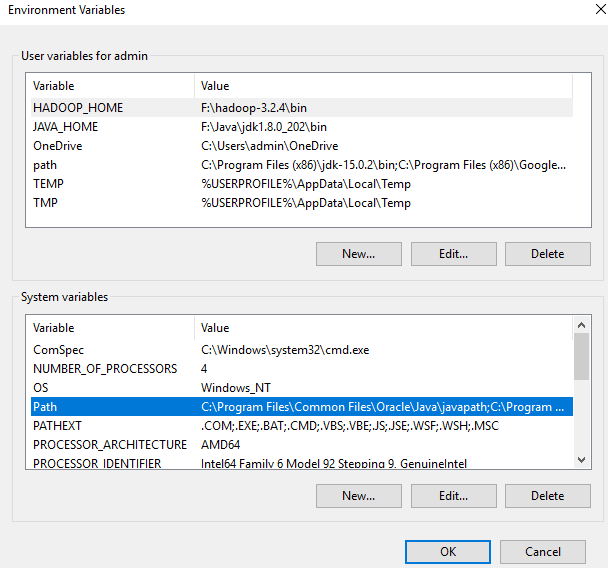 Environment Variables
User variables for admin
Variable Value
HADOOP_HOME F:\hadoop-3.2.4\bin
JAVA_HOME F:\Java\jdk1.8.0_202\bin
OneDrive C:\Users\admin\OneDrive
path C:\Program Files (x86)\jdk-15.0.2\bin;C:\Program Files (x86)\Google...
TEMP %USERPROFILE%\AppData\Local\Temp
TMP %USERPROFILE%\AppData\Local\Temp
New... Edit... Delete
System variables
Variable Value
ComSpec C:\Windows\system32\cmd.exe
NUMBER_OF_PROCESSORS 4
OS Windows_NT
Path C:\Program Files\Common Files\Oracle\Java\javapath;C:\Program ...
PATHEXT .COM;.EXE;.BAT;.CMD;.VBS;.VBE;.JS;.JSE;.WSF;.WSH;.MSC
PROCESSOR_ARCHITECTURE AMD64
PROCESSOR_IDENTIFIER Intel64 Family 6 Model 92 Stepping 9, GenuineIntel
New... Edit... Delete
OK Cancel